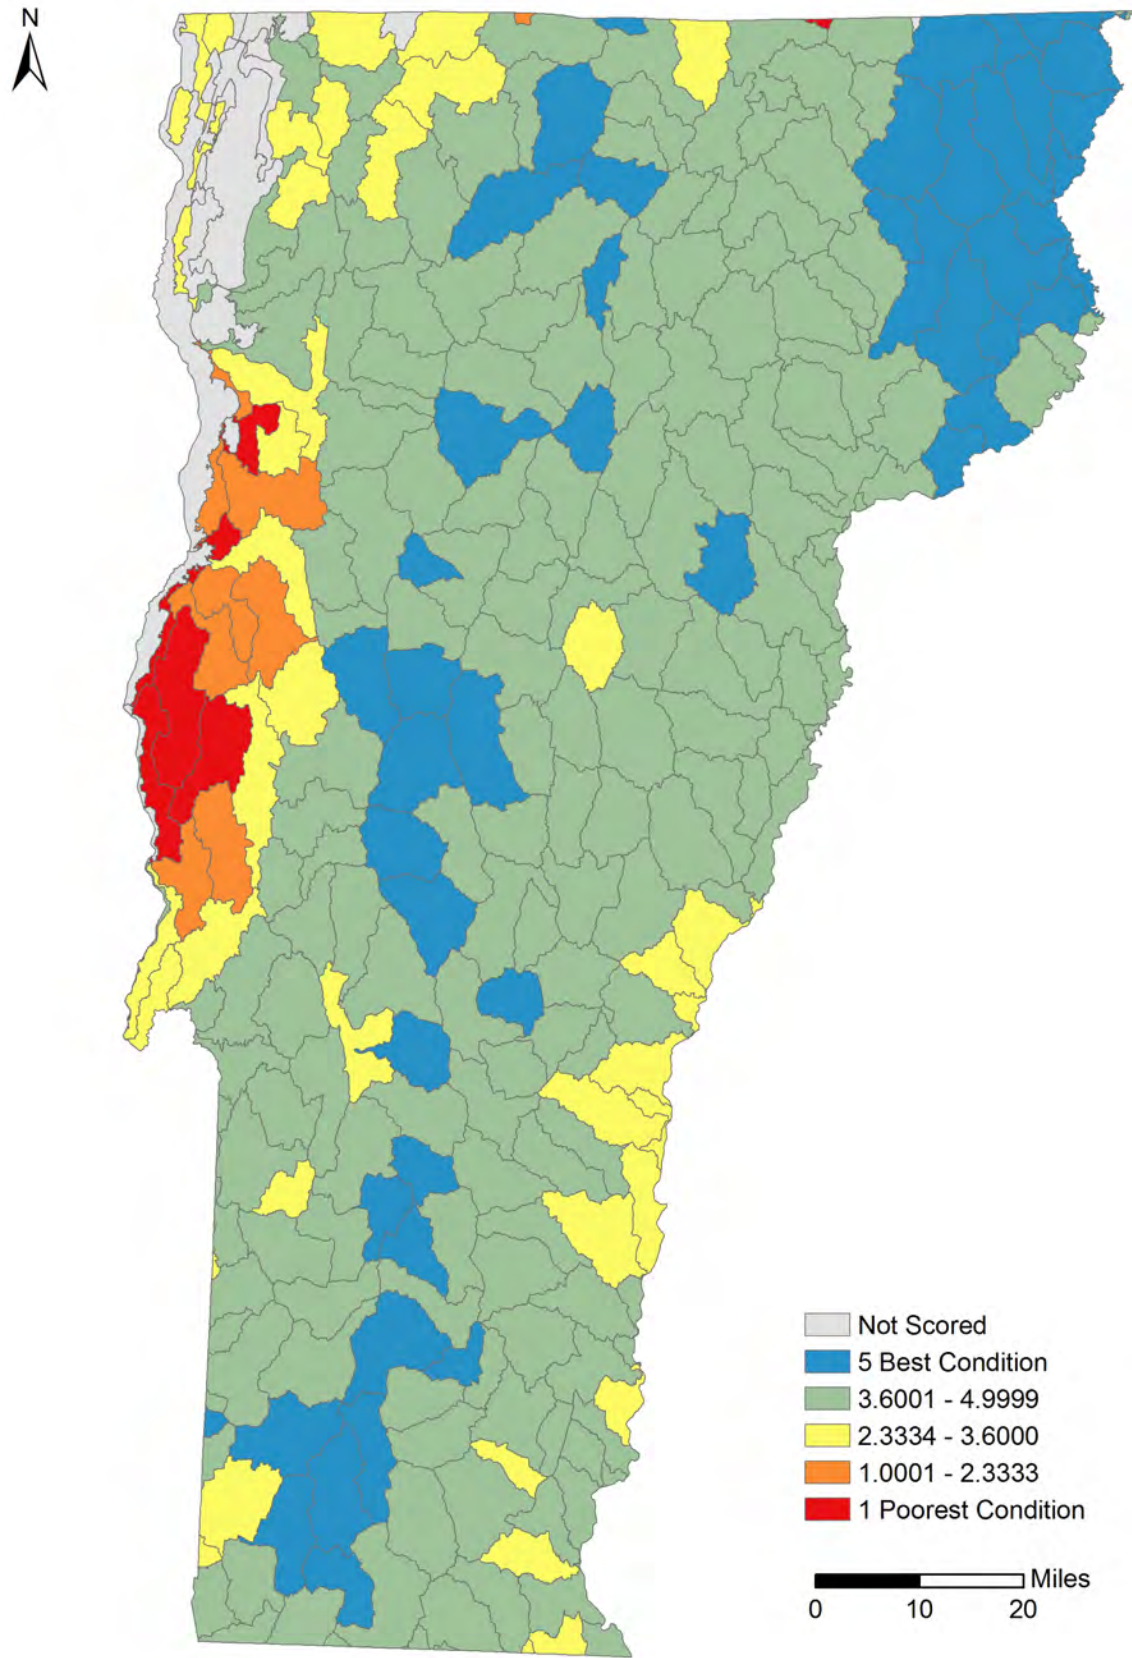 N
Not Scored
5 Best Condition
3.6001 - 4.9999
2.3334 - 3.6000
1.0001 - 2.3333
1 Poorest Condition
Miles
0 10 20